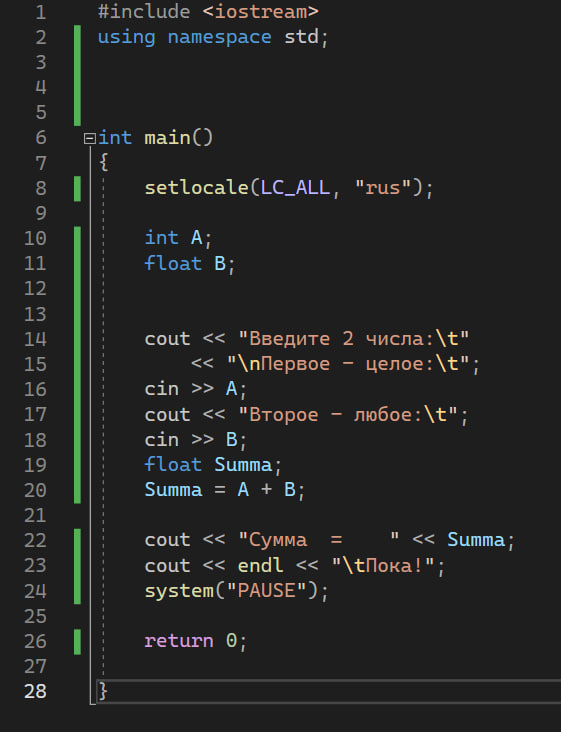 1 #include <iostream>
2 using namespace std;
3
4
5
6 int main()
7 {
8 setlocale(LC_ALL, "rus");
9
10 int A;
11 float B;
12
13
14 cout << "Введите 2 числа:\t"
15 << "\nПервое - целое:\t";
16 cin >> A;
17 cout << "Второе - любое:\t";
18 cin >> B;
19 float Summa;
20 Summa = A + B;
21
22 cout << "Сумма  =    " << Summa;
23 cout << endl << "\tПока!";
24 system("PAUSE");
25
26 return 0;
27
28 }